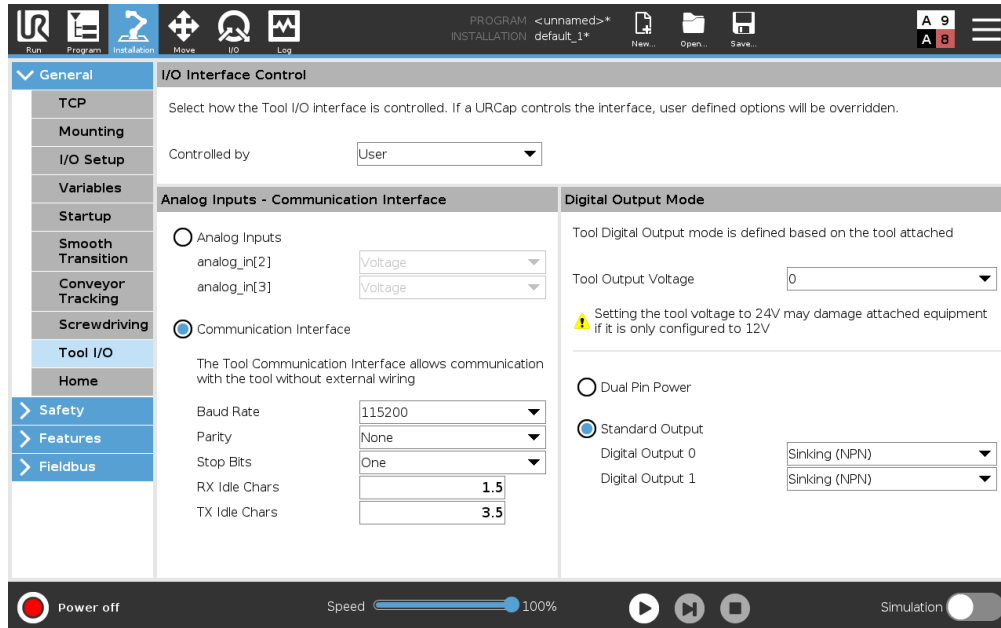 PROGRAM <unnamed>*
INSTALLATION default_1*
UR
Run
Program
Installation
Move
I/O
Log
New...
Open...
Save...
A 9
A 8
General
TCP
Mounting
I/O Setup
Variables
Startup
Smooth
Transition
Conveyor
Tracking
Screwdriving
Tool I/O
Home
Safety
Features
Fieldbus
I/O Interface Control
Select how the Tool I/O interface is controlled. If a URCap controls the interface, user defined options will be overridden.
Controlled by User
Analog Inputs - Communication Interface
Analog Inputs
analog_in[2] Voltage
analog_in[3] Voltage
Communication Interface
The Tool Communication Interface allows communication
with the tool without external wiring
Baud Rate 115200
Parity None
Stop Bits One
RX Idle Chars 1.5
TX Idle Chars 3.5
Digital Output Mode
Tool Digital Output mode is defined based on the tool attached
Tool Output Voltage 0
Setting the tool voltage to 24V may damage attached equipment
if it is only configured to 12V
Dual Pin Power
Standard Output
Digital Output 0 Sinking (NPN)
Digital Output 1 Sinking (NPN)
Power off
Speed 100%
Simulation